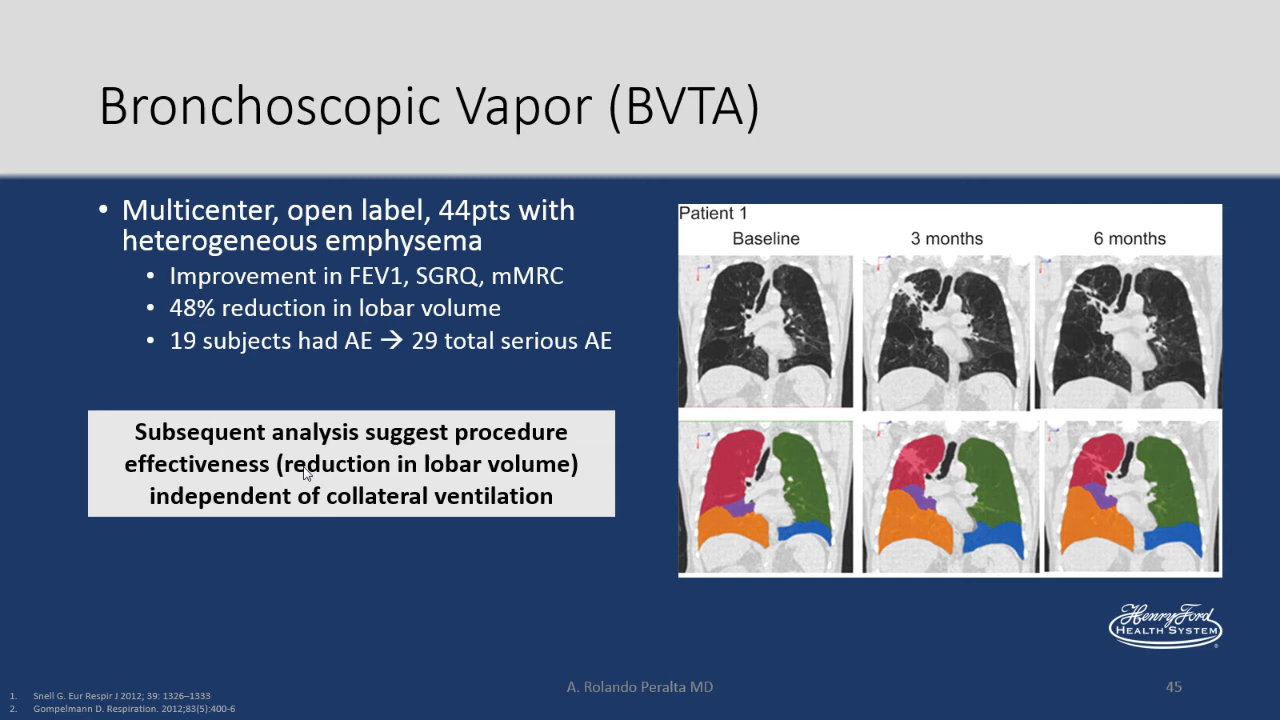 Bronchoscopic Vapor (BVTA)
• Multicenter, open label, 44pts with
heterogeneous emphysema
• Improvement in FEV1, SGRQ, mMRC
• 48% reduction in lobar volume
• 19 subjects had AE → 29 total serious AE
Subsequent analysis suggest procedure
effectiveness (reduction in lobar volume)
independent of collateral ventilation
Patient 1
Baseline 3 months 6 months
Henry Ford
HEALTH SYSTEM®
1. Snell G. Eur Respir J 2012; 39: 1326–1333
2. Gompelmann D. Respiration. 2012;83(5):400-6
A. Rolando Peralta MD
45